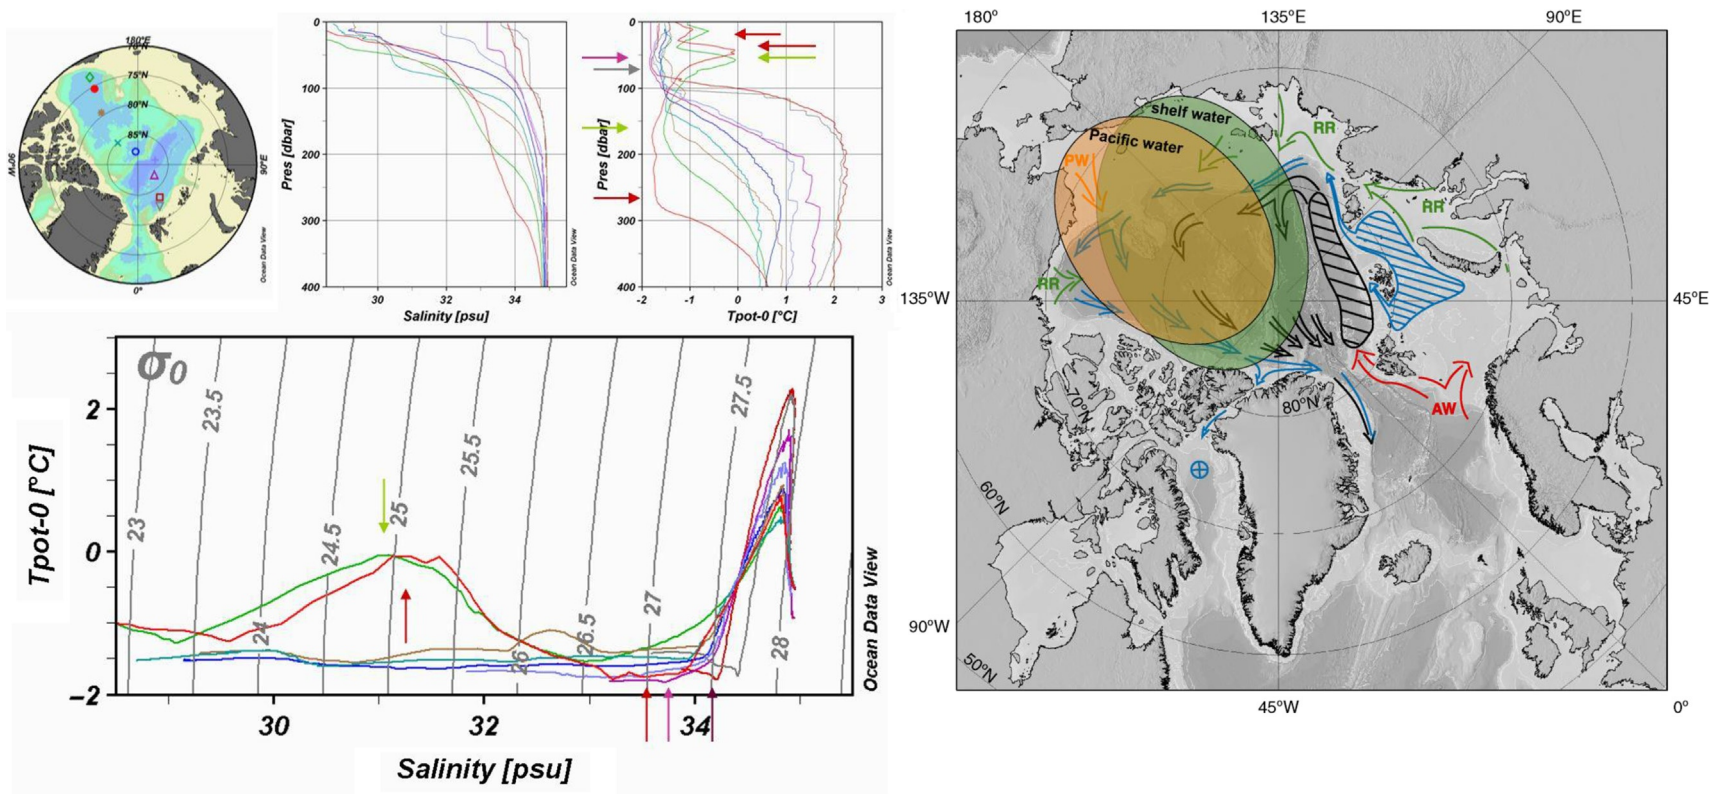 180°E
70°N
75°N
80°N
85°N
90°W
90°E
0°
Ocean Data View
0
100
200
300
400
Pres [dbar]
30
32
34
Salinity [psu]
Ocean Data View
0
100
200
300
400
Pres [dbar]
-2
-1
0
1
2
3
Tpot-0 [°C]
Ocean Data View
σ0
23
23.5
24
24.5
25
25.5
26
26.5
27
27.5
28
2
0
-2
Tpot-0 [°C]
30
32
34
Salinity [psu]
Ocean Data View
180°
135°E
90°E
135°W
45°E
90°W
45°W
0°
shelf water
Pacific water
PW
RR
RR
RR
AW
80°N
70°N
60°N
50°N